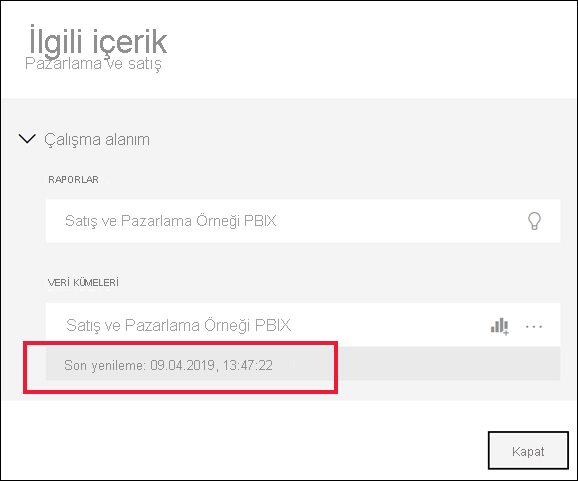 İlgili içerik
Pazarlama ve satış
Çalışma alanım
RAPORLAR
Satış ve Pazarlama Örneği PBIX
VERİ KÜMELERİ
Satış ve Pazarlama Örneği PBIX
Son yenileme: 09.04.2019, 13:47:22
Kapat